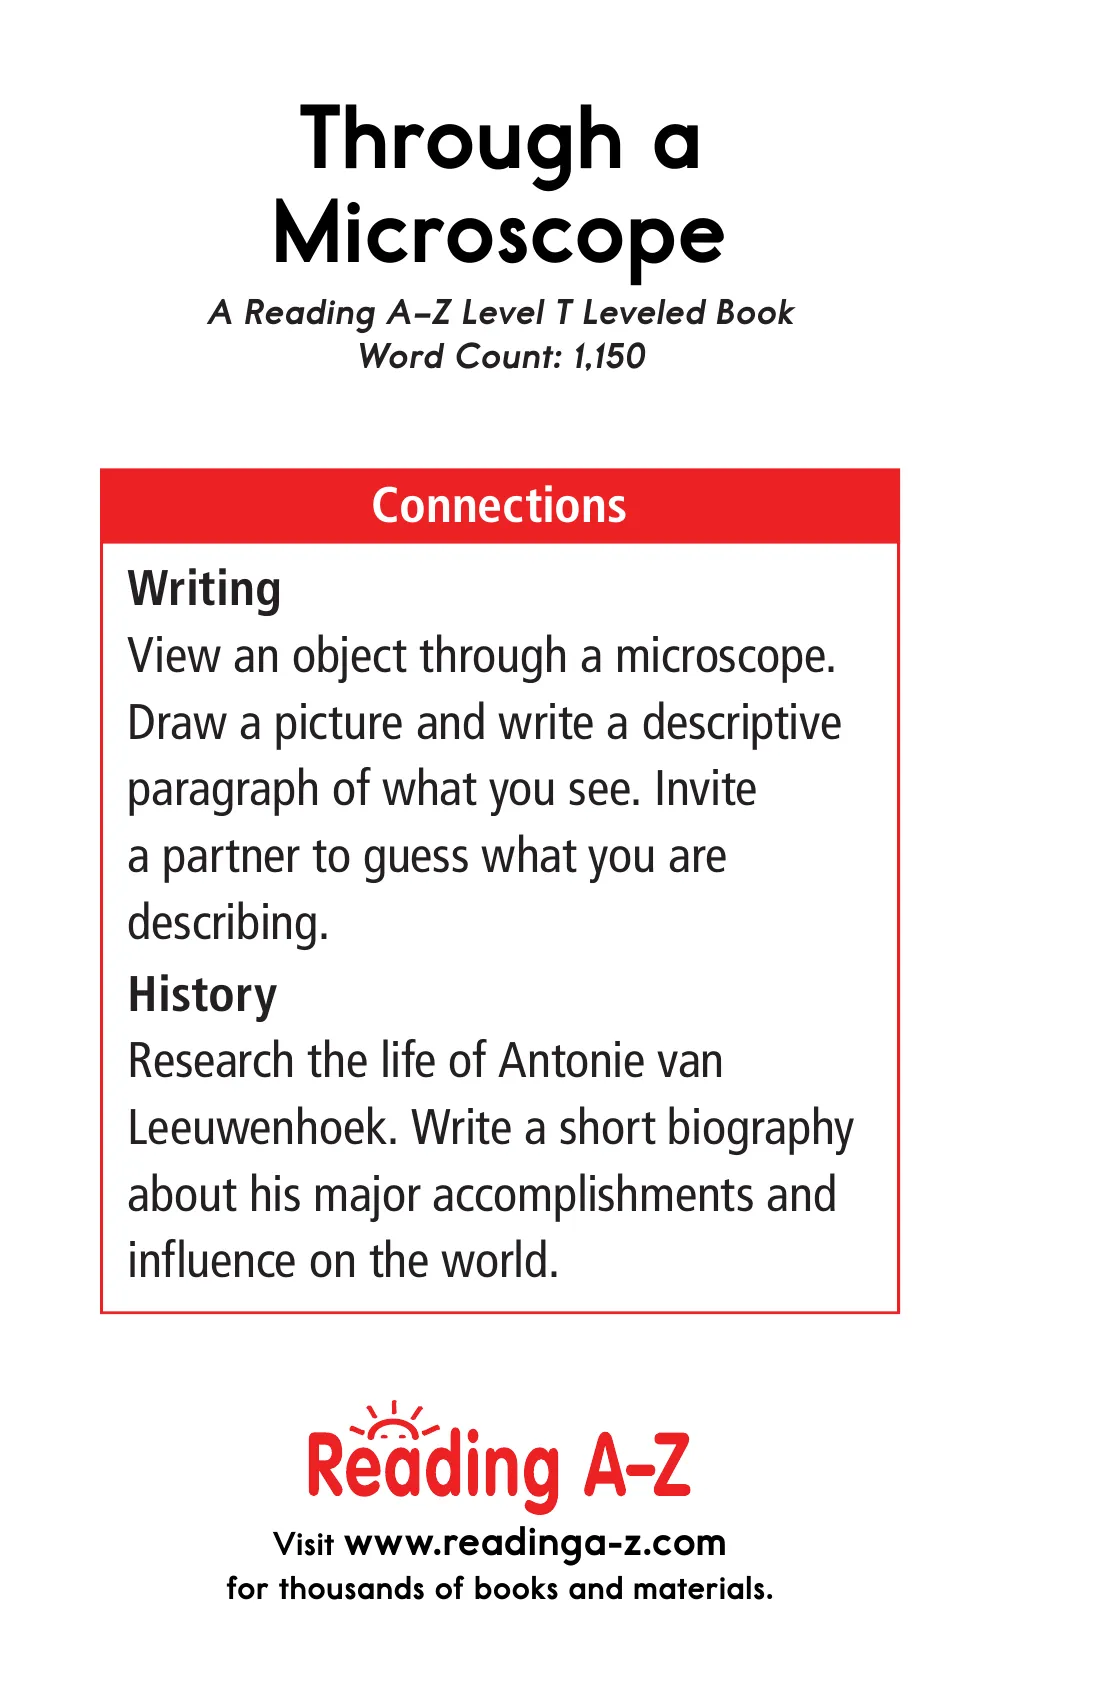 Through a
Microscope
A Reading A–Z Level T Leveled Book
Word Count: 1,150
Connections
Writing
View an object through a microscope.
Draw a picture and write a descriptive
paragraph of what you see. Invite
a partner to guess what you are
describing.
History
Research the life of Antonie van
Leeuwenhoek. Write a short biography
about his major accomplishments and
influence on the world.
Reading A–Z
Visit www.readinga-z.com
for thousands of books and materials.